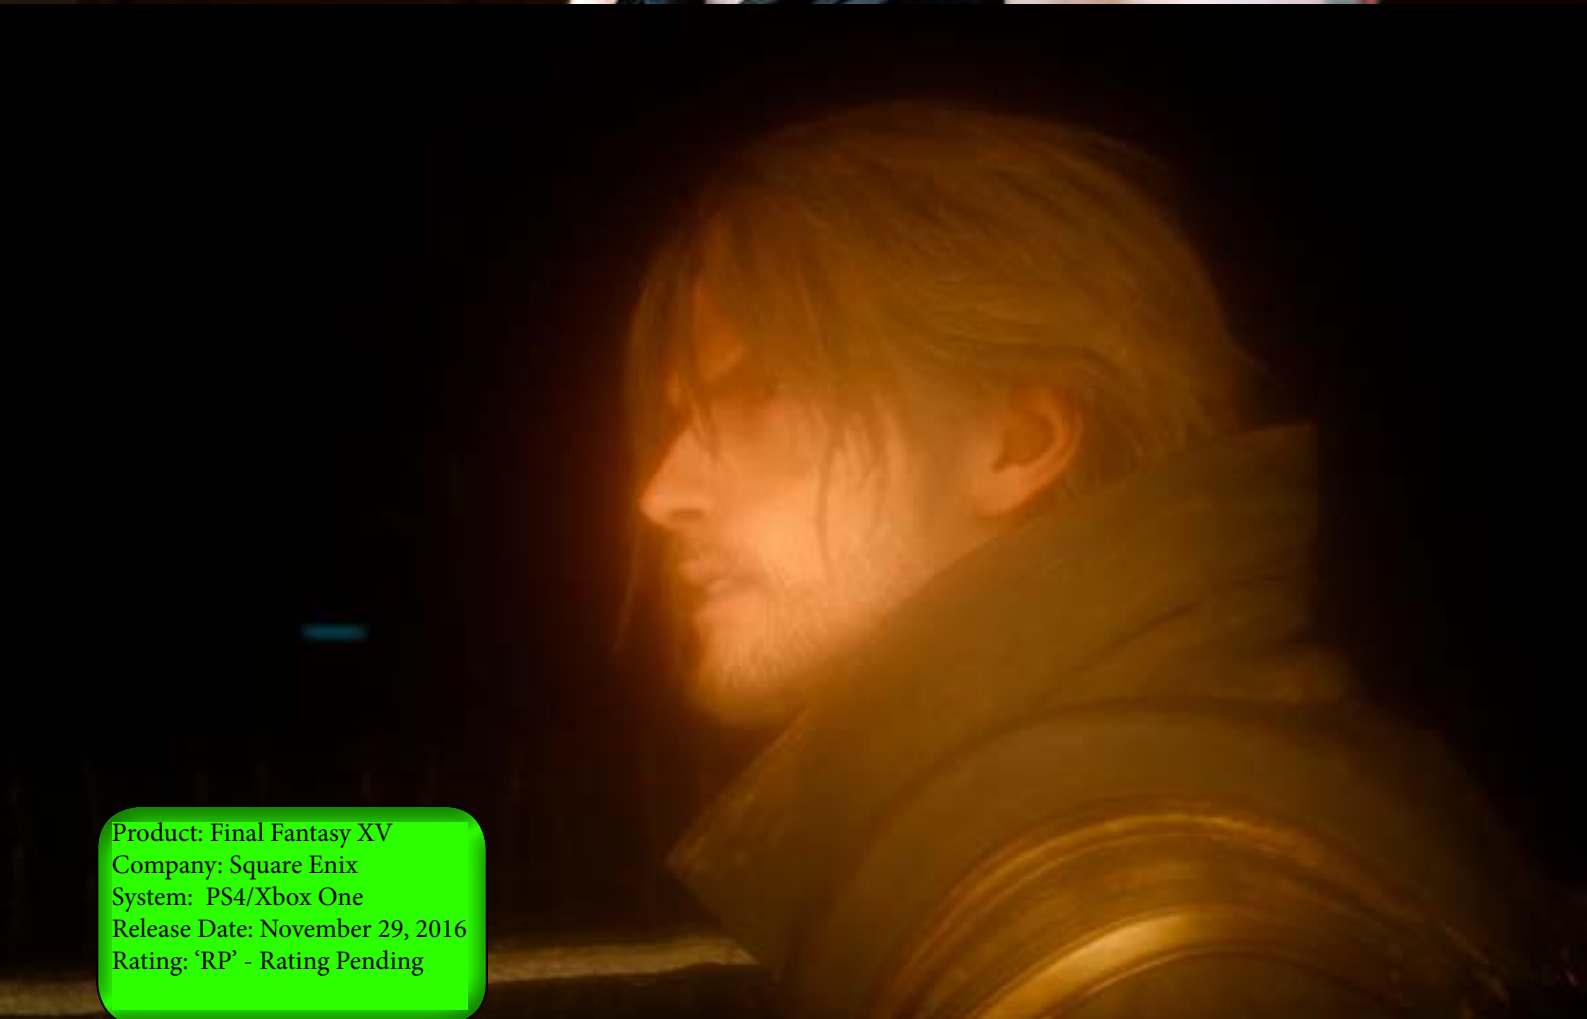 Product: Final Fantasy XV
Company: Square Enix
System:  PS4/Xbox One
Release Date: November 29, 2016
Rating: ‘RP’ - Rating Pending